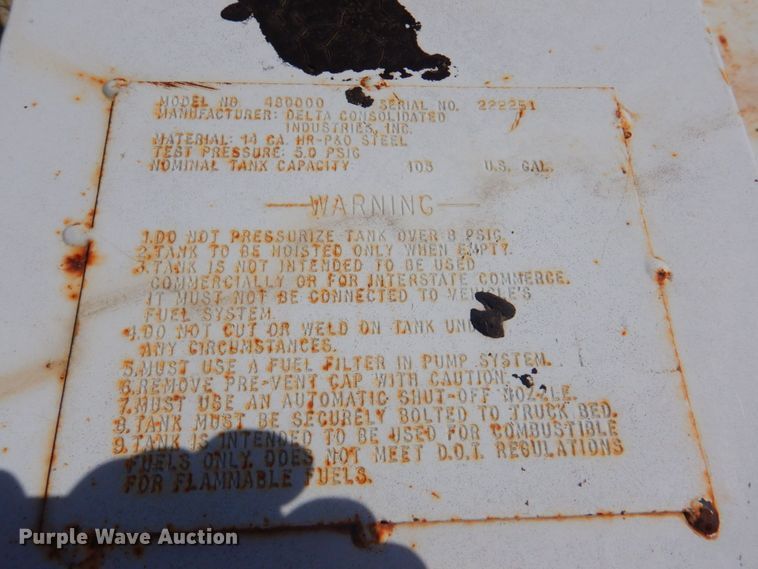 MODEL NO. 480000 SERIAL NO. 222251
MANUFACTURER: DELTA CONSOLIDATED
INDUSTRIES, INC.
MATERIAL: 14 GA. HR-P&O STEEL
TEST PRESSURE: 5.0 PSIG
NOMINAL TANK CAPACITY 105 U.S. GAL.
WARNING
1. DO NOT PRESSURIZE TANK OVER 8 PSIG.
2. TANK TO BE HOISTED ONLY WHEN EMPTY.
3. TANK IS NOT INTENDED TO BE USED
COMMERCIALLY OR FOR INTERSTATE COMMERCE.
IT MUST NOT BE CONNECTED TO VEHICLE'S
FUEL SYSTEM.
4. DO NOT CUT OR WELD ON TANK UN
ANY CIRCUMSTANCES.
5. MUST USE A FUEL FILTER IN PUMP SYSTEM.
6. REMOVE PRE-VENT CAP WITH CAUTION.
7. MUST USE AN AUTOMATIC SHUT-OFF NOZZLE.
8. TANK MUST BE SECURELY BOLTED TO TRUCK BED.
9. TANK IS INTENDED TO BE USED FOR COMBUSTIBLE
FUELS ONLY. DOES NOT MEET D.O.T. REGULATIONS
FOR FLAMMABLE FUELS.
Purple Wave Auction